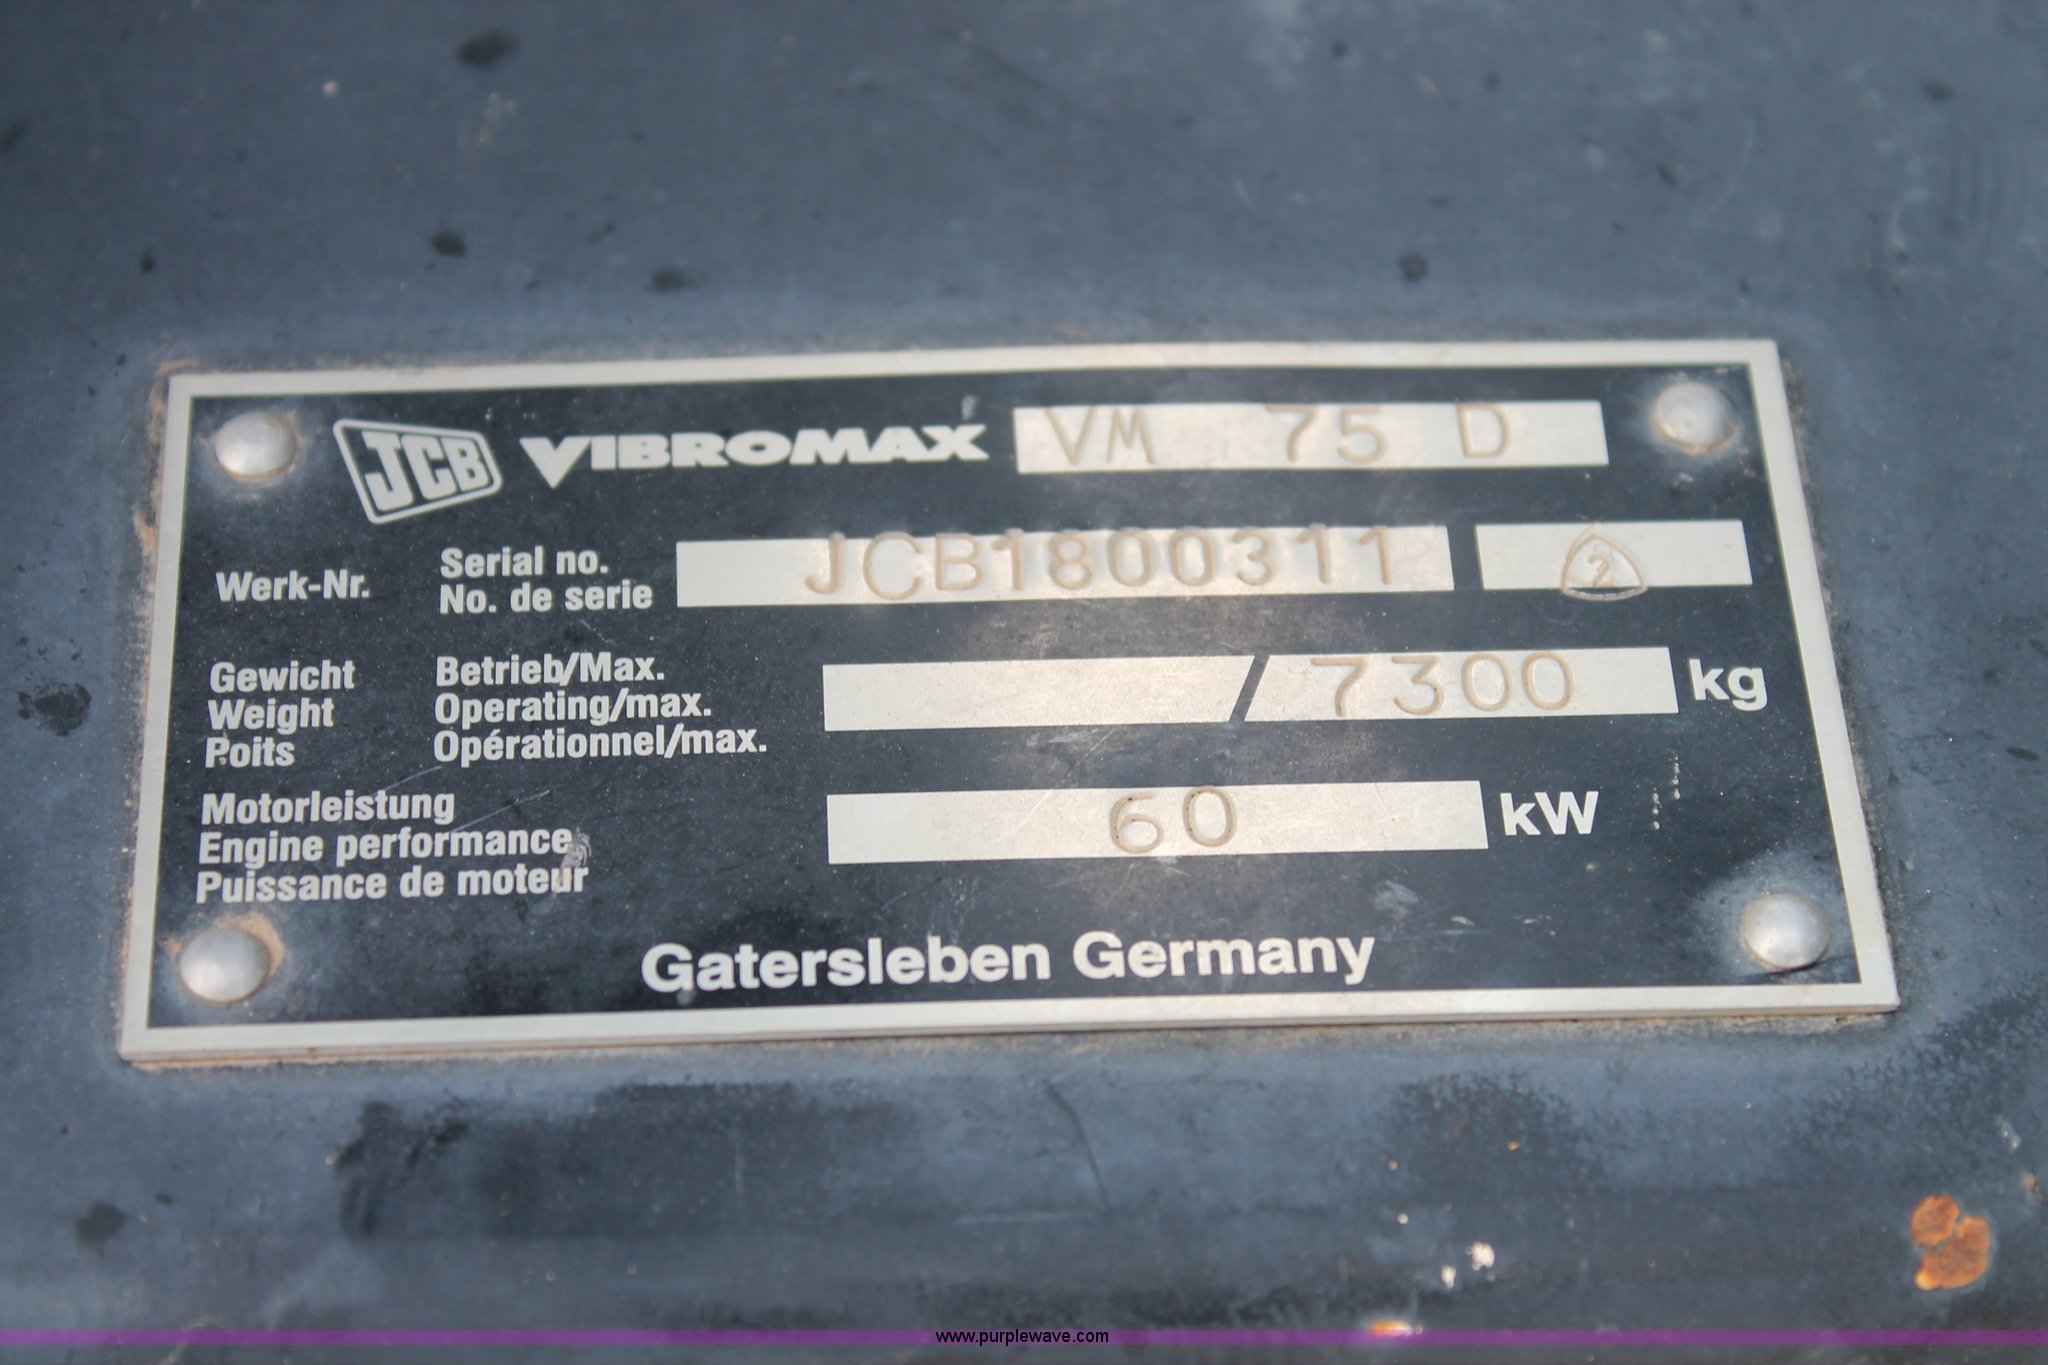 JCB VIBROMAX VM 75 D
Werk-Nr. Serial no. JCB1800311 2
No. de serie
Gewicht Betrieb/Max.
Weight Operating/max. / 7300 kg
Poits Opérationnel/max.
Motorleistung
Engine performance 60 kW
Puissance de moteur
Gatersleben Germany
www.purplewave.com